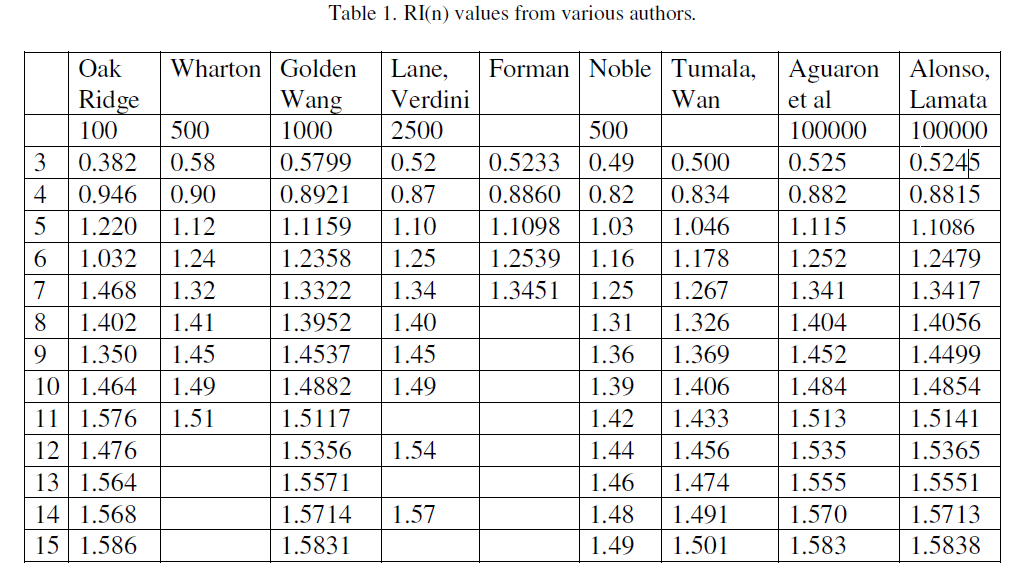 Table 1. RI(n) values from various authors.
Oak Ridge Wharton Golden Wang Lane, Verdini Forman Noble Tumala, Wan Aguaron et al Alonso, Lamata
100 500 1000 2500 500 100000 100000
3 0.382 0.58 0.5799 0.52 0.5233 0.49 0.500 0.525 0.5245
4 0.946 0.90 0.8921 0.87 0.8860 0.82 0.834 0.882 0.8815
5 1.220 1.12 1.1159 1.10 1.1098 1.03 1.046 1.115 1.1086
6 1.032 1.24 1.2358 1.25 1.2539 1.16 1.178 1.252 1.2479
7 1.468 1.32 1.3322 1.34 1.3451 1.25 1.267 1.341 1.3417
8 1.402 1.41 1.3952 1.40 1.31 1.326 1.404 1.4056
9 1.350 1.45 1.4537 1.45 1.36 1.369 1.452 1.4499
10 1.464 1.49 1.4882 1.49 1.39 1.406 1.484 1.4854
11 1.576 1.51 1.5117 1.42 1.433 1.513 1.5141
12 1.476 1.5356 1.54 1.44 1.456 1.535 1.5365
13 1.564 1.5571 1.46 1.474 1.555 1.5551
14 1.568 1.5714 1.57 1.48 1.491 1.570 1.5713
15 1.586 1.5831 1.49 1.501 1.583 1.5838